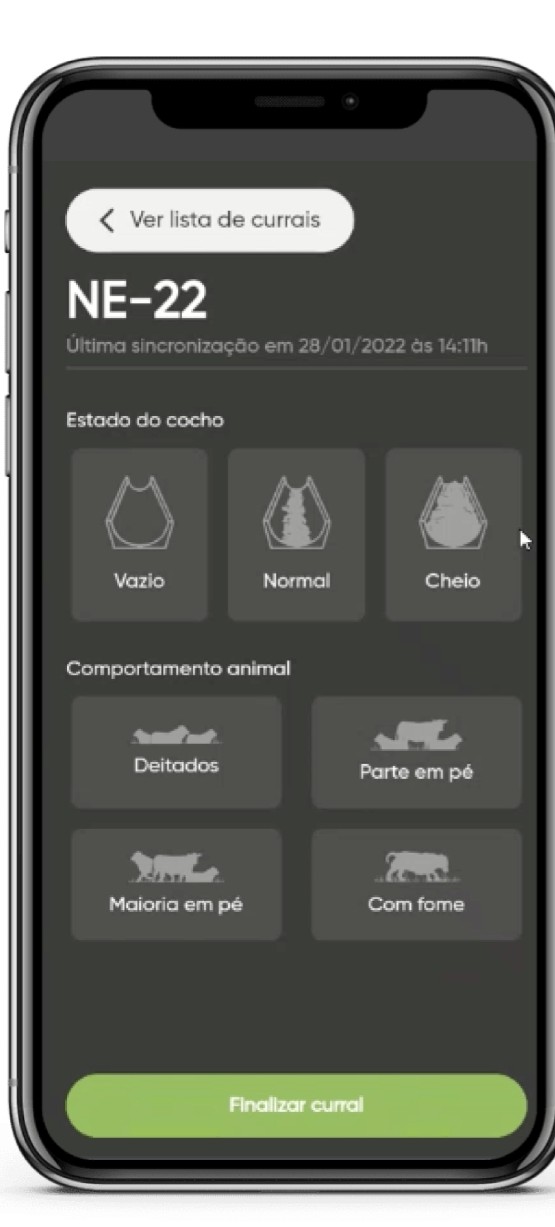 Ver lista de currais
NE-22
Última sincronização em 28/01/2022 às 14:11h
Estado do cocho
Vazio
Normal
Cheio
Comportamento animal
Deitados
Parte em pé
Maioria em pé
Com fome
Finalizar curral